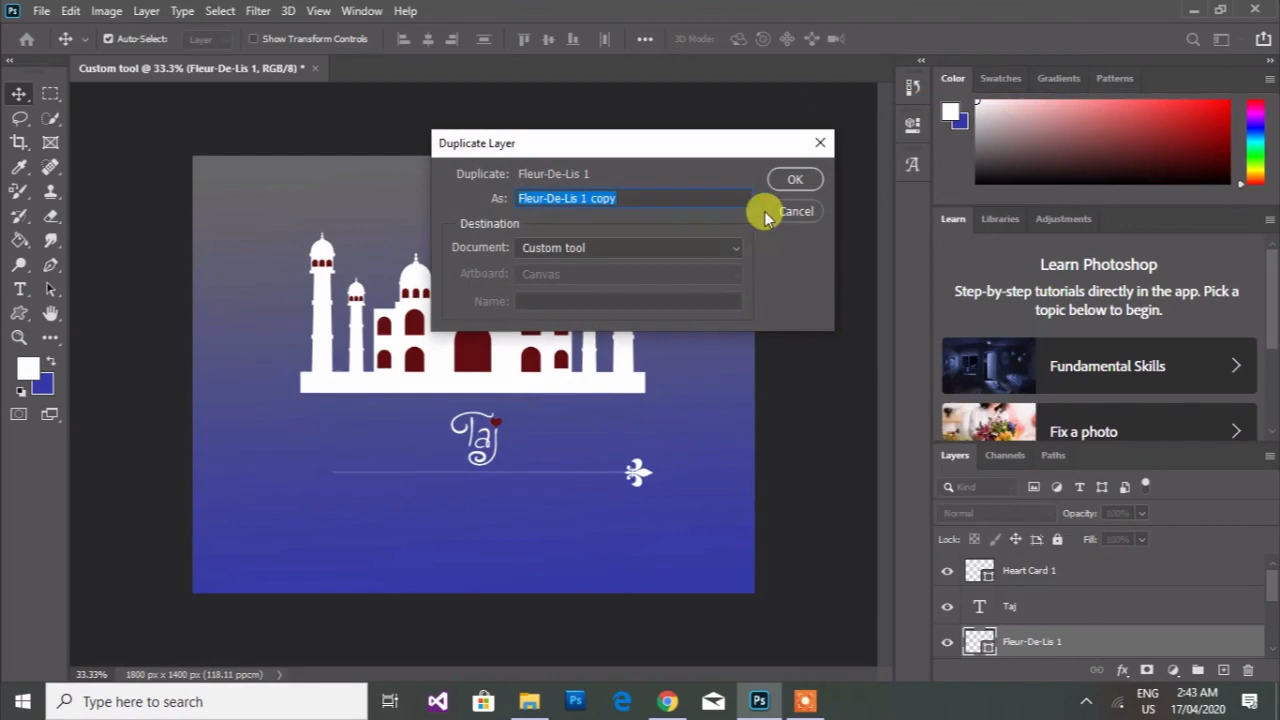 Ps File Edit Image Layer Type Select Filter 3D View Window Help
Auto-Select: Layer Show Transform Controls 3D Mode:
Custom tool @ 33.3% (Fleur-De-Lis 1, RGB/8) * ×
Color Swatches Gradients Patterns
Duplicate Layer
Duplicate: Fleur-De-Lis 1
OK
As: Fleur-De-Lis 1 copy
Cancel
Destination
Document: Custom tool
Artboard: Canvas
Name:
Learn Libraries Adjustments
Learn Photoshop
Step-by-step tutorials directly in the app. Pick a
topic below to begin.
Fundamental Skills
Fix a photo
Taj
Layers Channels Paths
Kind
Normal Opacity: 100%
Lock: Fill: 100%
Heart Card 1
T Taj
Fleur-De-Lis 1
33.33% 1800 px x 1400 px (118.11 ppcm)
Type here to search
Ps
Ps
ENG
US
2:43 AM
17/04/2020